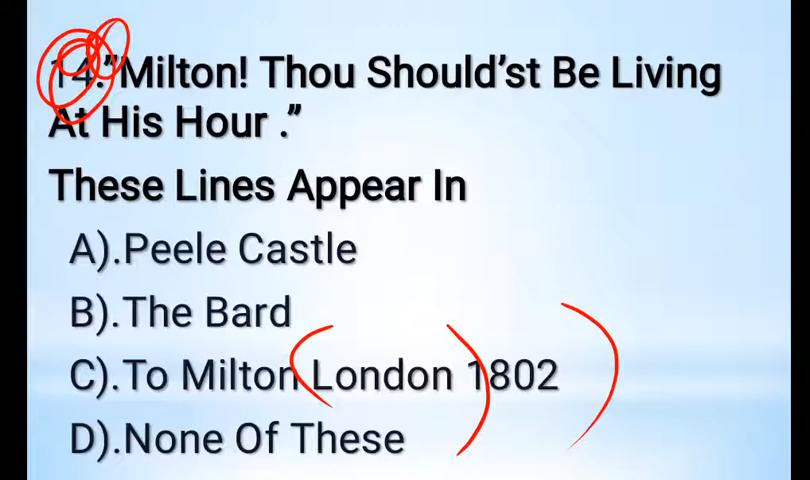 14."Milton! Thou Should'st Be Living
At His Hour ."
These Lines Appear In
A).Peele Castle
B).The Bard
C).To Milton London 1802
D).None Of These